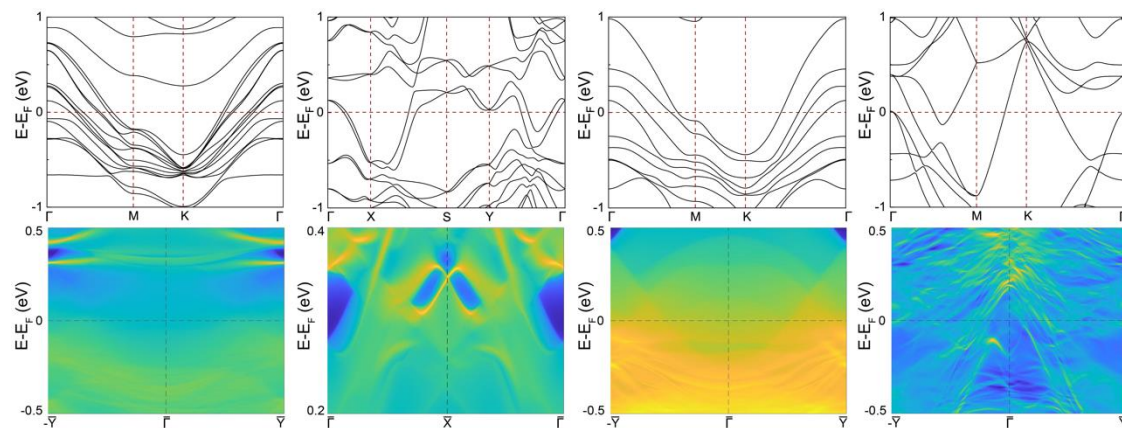 1
0
-1
E-E_F (eV)
Γ M K Γ
1
0
-1
E-E_F (eV)
Γ X S Y Γ
1
0
-1
E-E_F (eV)
Γ M K Γ
1
0
-1
E-E_F (eV)
Γ M K Γ
0.5
0
-0.5
E-E_F (eV)
-Y̅ Γ̅ Y̅
0.4
0.2
E-E_F (eV)
Γ̅ X̅ Γ̅
0.5
0
-0.5
E-E_F (eV)
-Y̅ Γ̅ Y̅
0.5
0
-0.5
E-E_F (eV)
-Y̅ Γ̅